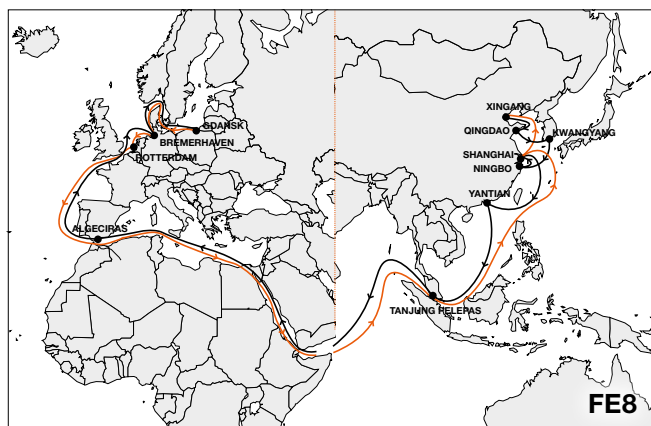 XINGANG
GDANSK
QINGDAO
KWANGYANG
BREMERHAVEN
ROTTERDAM
SHANGHAI
NINGBO
YANTIAN
ALGECIRAS
TANJUNG PELEPAS
FE8